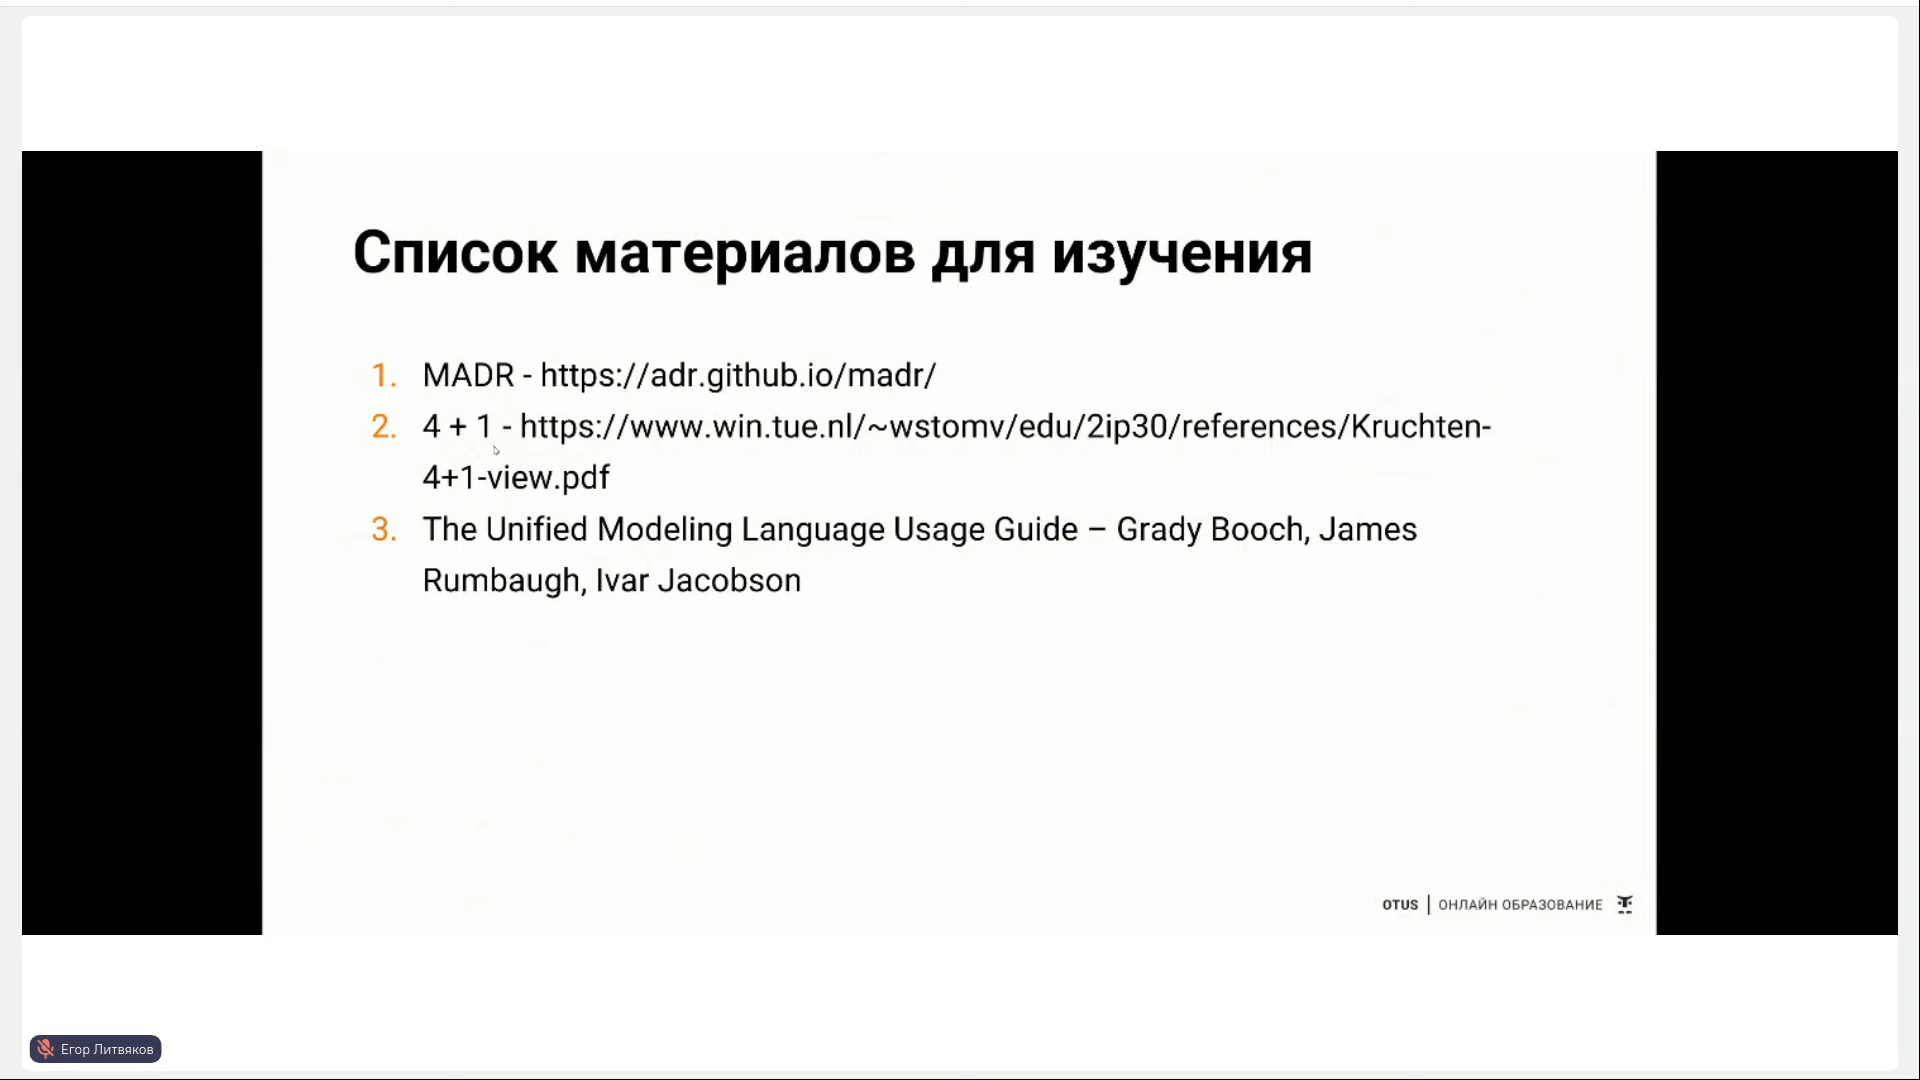 Список материалов для изучения
1. MADR - https://adr.github.io/madr/
2. 4 + 1 - https://www.win.tue.nl/~wstomv/edu/2ip30/references/Kruchten-
4+1-view.pdf
3. The Unified Modeling Language Usage Guide – Grady Booch, James
Rumbaugh, Ivar Jacobson
OTUS | ОНЛАЙН ОБРАЗОВАНИЕ
Егор Литвяков